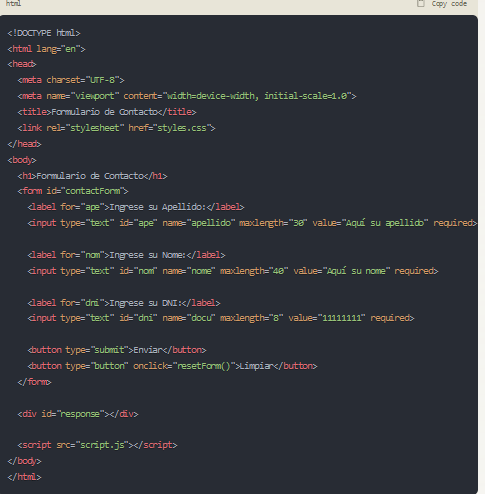 html Copy code
<!DOCTYPE html>
<html lang="en">
<head>
<meta charset="UTF-8">
<meta name="viewport" content="width=device-width, initial-scale=1.0">
<title>Formulario de Contacto</title>
<link rel="stylesheet" href="styles.css">
</head>
<body>
<h1>Formulario de Contacto</h1>
<form id="contactForm">
<label for="ape">Ingrese su Apellido:</label>
<input type="text" id="ape" name="apellido" maxlength="30" value="Aquí su apellido" required>
<label for="nom">Ingrese su Nome:</label>
<input type="text" id="nom" name="nome" maxlength="40" value="Aquí su nome" required>
<label for="dni">Ingrese su DNI:</label>
<input type="text" id="dni" name="docu" maxlength="8" value="11111111" required>
<button type="submit">Enviar</button>
<button type="button" onclick="resetForm()">Limpiar</button>
</form>
<div id="response"></div>
<script src="script.js"></script>
</body>
</html>